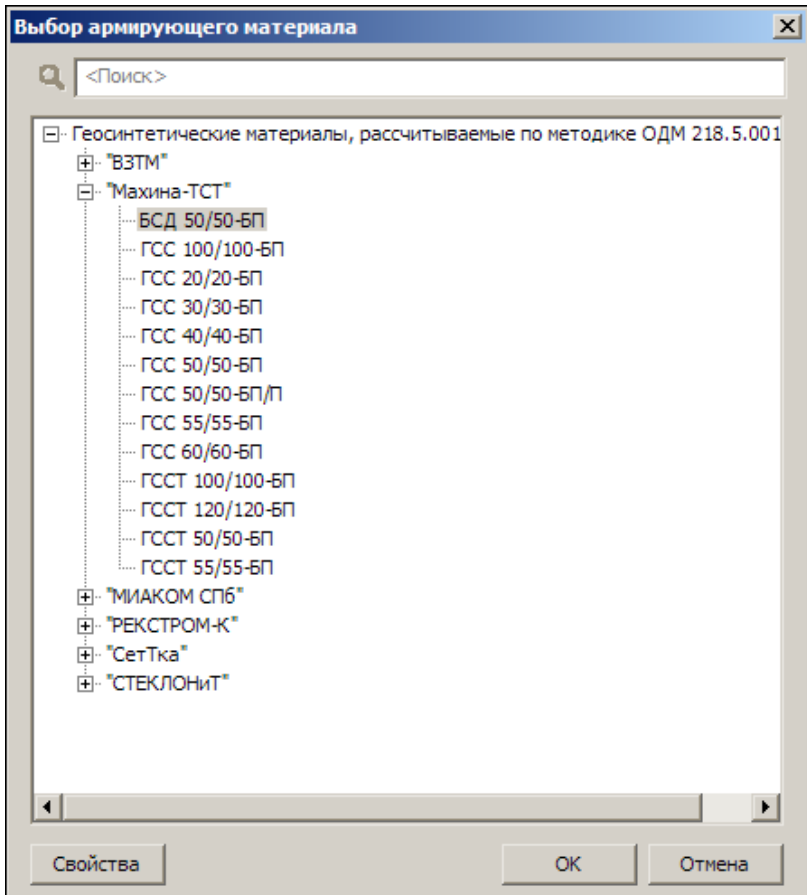 Выбор армирующего материала
<Поиск>
Геосинтетические материалы, рассчитываемые по методике ОДМ 218.5.001
"ВЗТМ"
"Махина-ТСТ"
БСД 50/50-БП
ГСС 100/100-БП
ГСС 20/20-БП
ГСС 30/30-БП
ГСС 40/40-БП
ГСС 50/50-БП
ГСС 50/50-БП/П
ГСС 55/55-БП
ГСС 60/60-БП
ГССТ 100/100-БП
ГССТ 120/120-БП
ГССТ 50/50-БП
ГССТ 55/55-БП
"МИАКОМ СПб"
"РЕКСТРОМ-К"
"СетТка"
"СТЕКЛОНиТ"
Свойства ОК Отмена